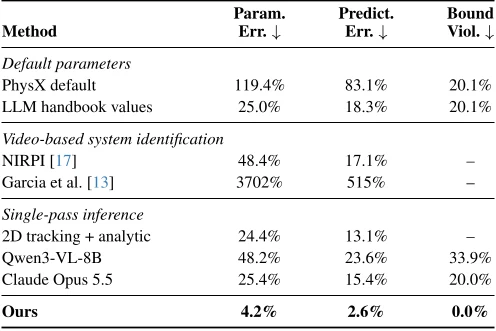 Param. Predict. Bound
Method Err. ↓ Err. ↓ Viol. ↓
Default parameters
PhysX default 119.4% 83.1% 20.1%
LLM handbook values 25.0% 18.3% 20.1%
Video-based system identification
NIRPI [17] 48.4% 17.1% –
Garcia et al. [13] 3702% 515% –
Single-pass inference
2D tracking + analytic 24.4% 13.1% –
Qwen3-VL-8B 48.2% 23.6% 33.9%
Claude Opus 5.5 25.4% 15.4% 20.0%
Ours 4.2% 2.6% 0.0%